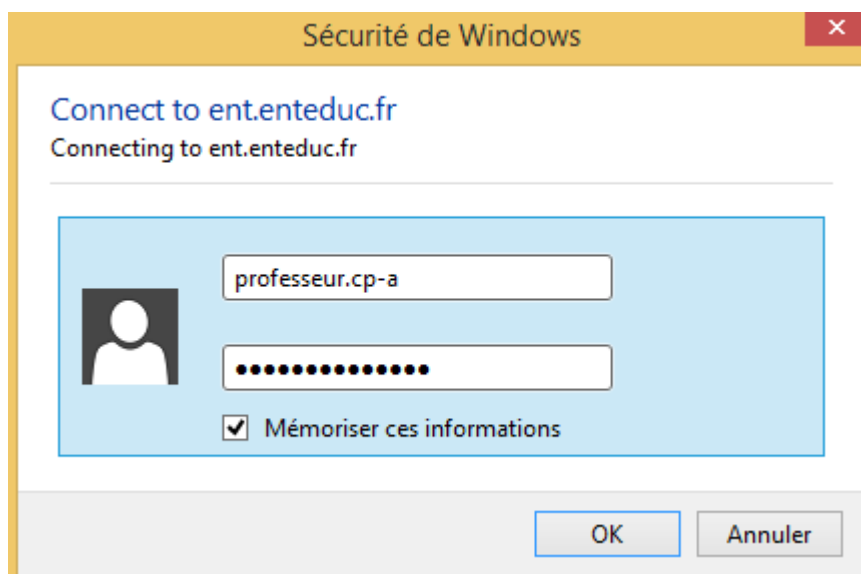 Sécurité de Windows
Connect to ent.enteduc.fr
Connecting to ent.enteduc.fr
professeur.cp-a
●●●●●●●●●●●●●●
Mémoriser ces informations
OK
Annuler